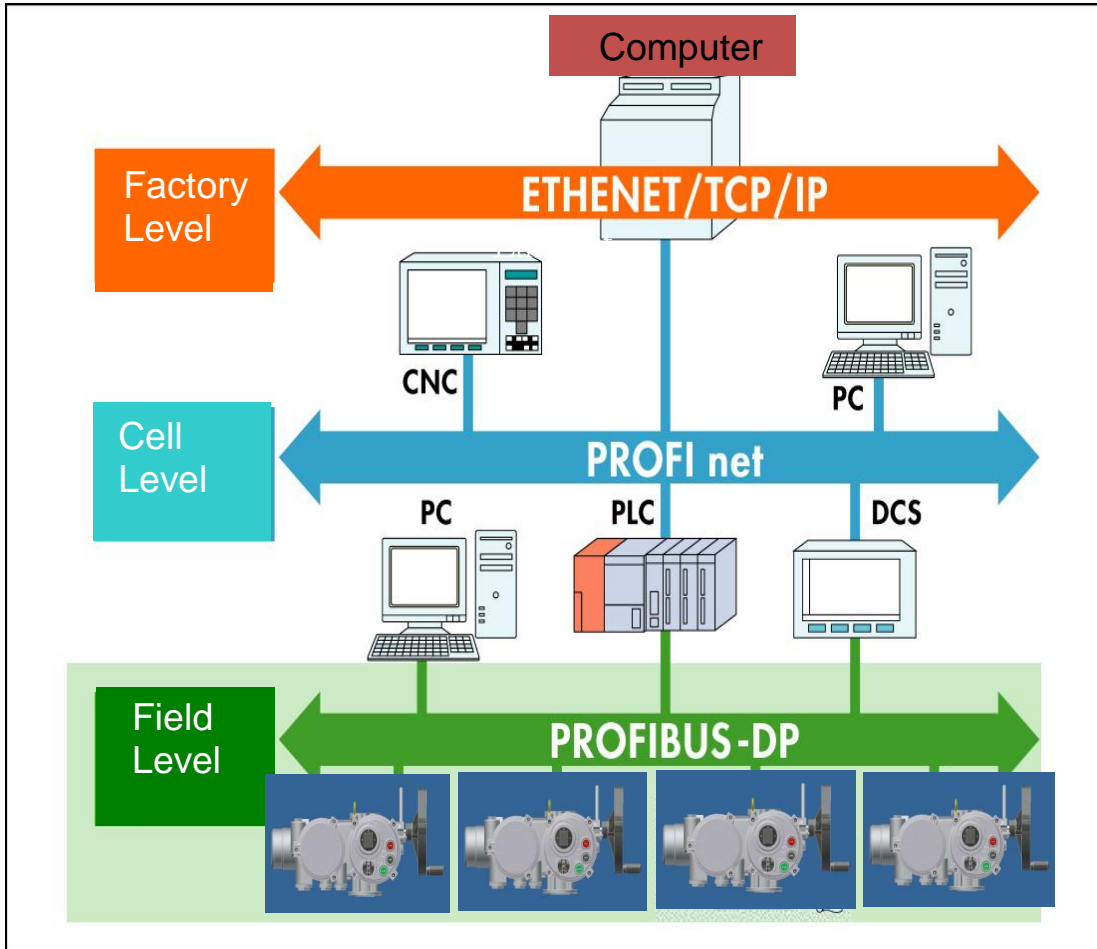 Computer
Factory
Level
ETHENET/TCP/IP
CNC
PC
Cell
Level
PROFI net
PC
PLC
DCS
Field
Level
PROFIBUS-DP